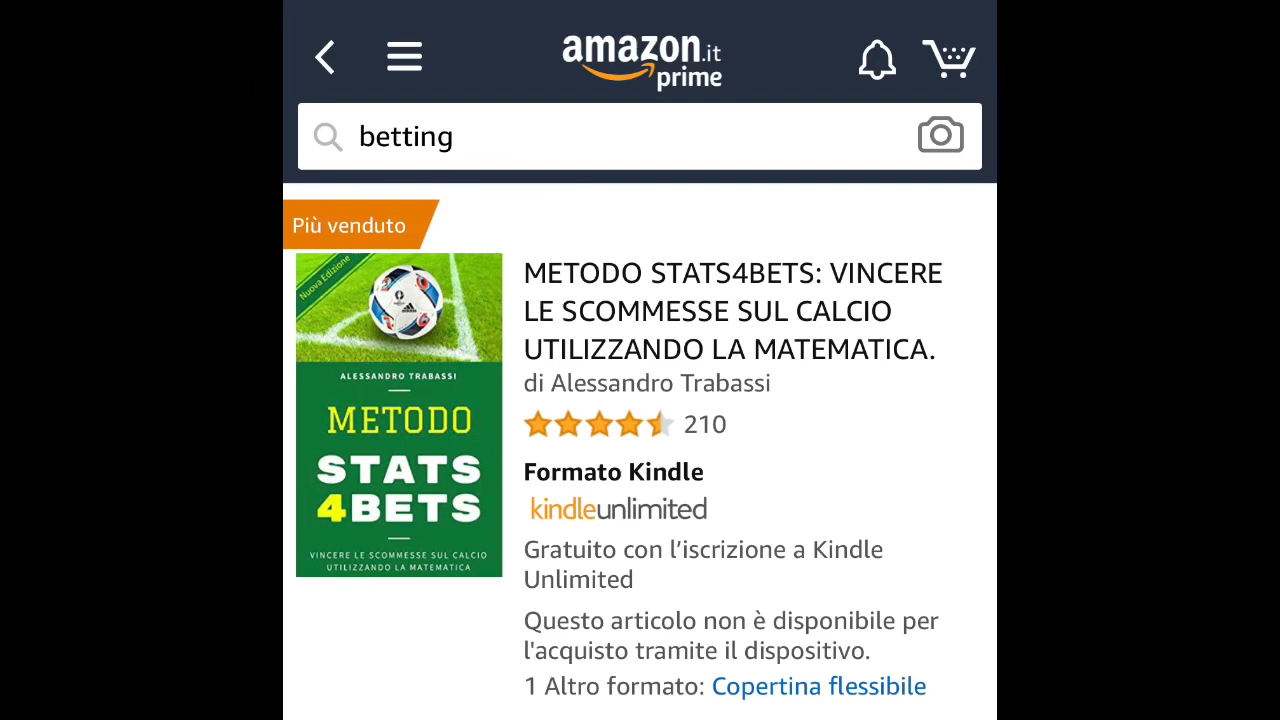 amazon.it
prime
betting
Più venduto
Nuova Edizione
ALESSANDRO TRABASSI
METODO
STATS
4BETS
VINCERE LE SCOMMESSE SUL CALCIO
UTILIZZANDO LA MATEMATICA
METODO STATS4BETS: VINCERE
LE SCOMMESSE SUL CALCIO
UTILIZZANDO LA MATEMATICA.
di Alessandro Trabassi
210
Formato Kindle
kindleunlimited
Gratuito con l’iscrizione a Kindle
Unlimited
Questo articolo non è disponibile per
l'acquisto tramite il dispositivo.
1 Altro formato: Copertina flessibile